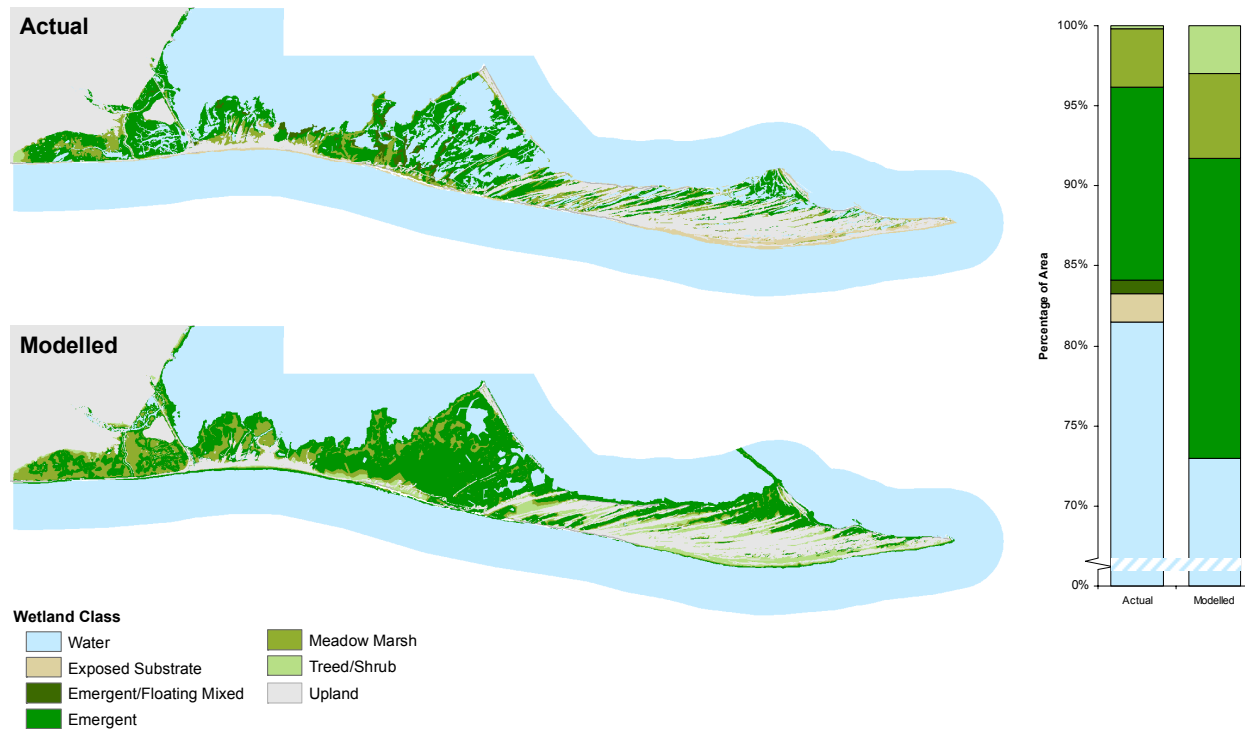 Actual
Modelled
Wetland Class
Water
Exposed Substrate
Emergent/Floating Mixed
Emergent
Meadow Marsh
Treed/Shrub
Upland
Percentage of Area
100%
95%
90%
85%
80%
75%
70%
0%
Actual
Modelled